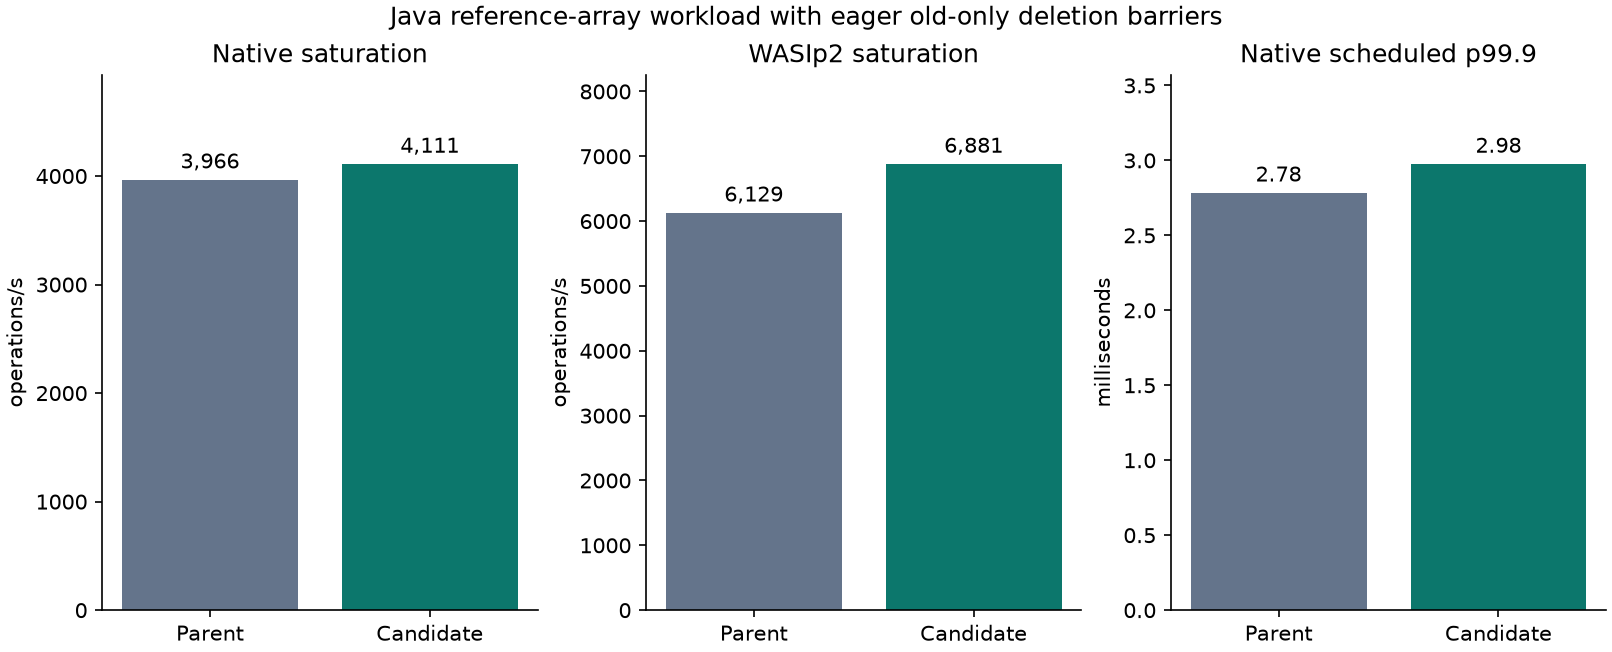 Java reference-array workload with eager old-only deletion barriers
Native saturation
operations/s
4000
3000
2000
1000
0
3,966
4,111
Parent
Candidate
WASIp2 saturation
operations/s
8000
7000
6000
5000
4000
3000
2000
1000
0
6,129
6,881
Parent
Candidate
Native scheduled p99.9
milliseconds
3.5
3.0
2.5
2.0
1.5
1.0
0.5
0.0
2.78
2.98
Parent
Candidate